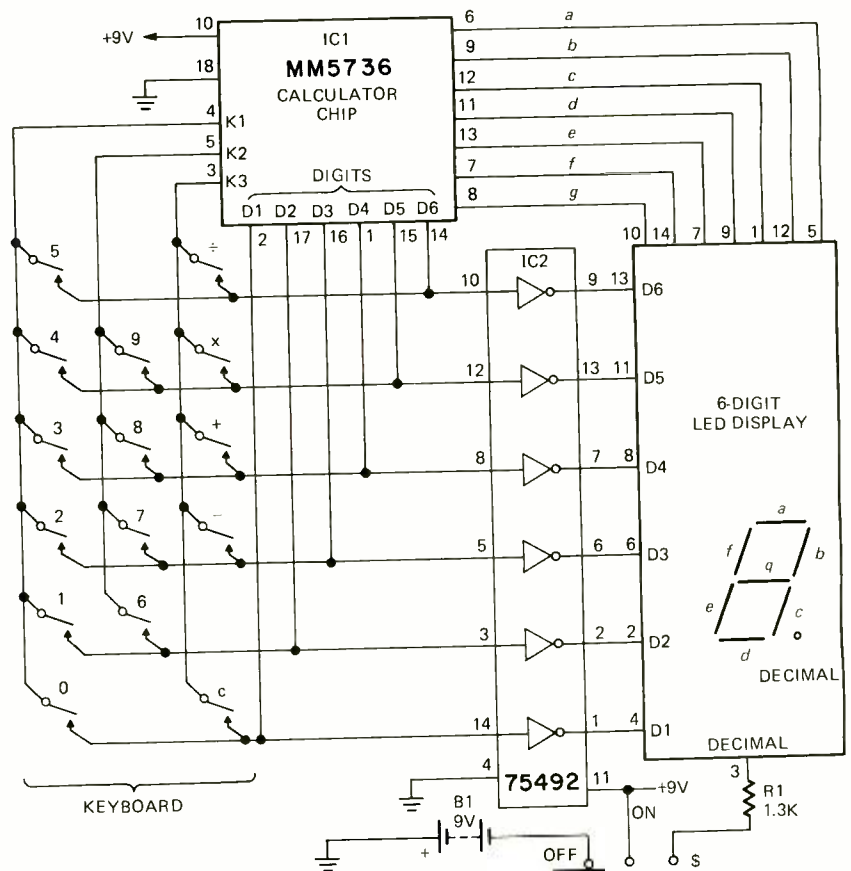 10
+9V
18
IC1
MM5736
CALCULATOR
CHIP
4 K1
5 K2
3 K3
DIGITS
D1 D2 D3 D4 D5 D6
2 17 16 1 15 14
6 a
9 b
12 c
11 d
13 e
7 f
8 g
10 14 7 9 1 12 5
IC2
5 ÷
10 9 13 D6
4 9 x
12 13 11 D5
3 8 +
8 7 8 D4
2 7 −
5 6 6 D3
1 6
3 2 2 D2
0 c
14 1 4 D1
6-DIGIT
LED DISPLAY
a
f b
q
e c
d
DECIMAL
DECIMAL
4
75492
11
+9V
3
R1
1.3K
KEYBOARD
B1
9V
+
ON
OFF
S